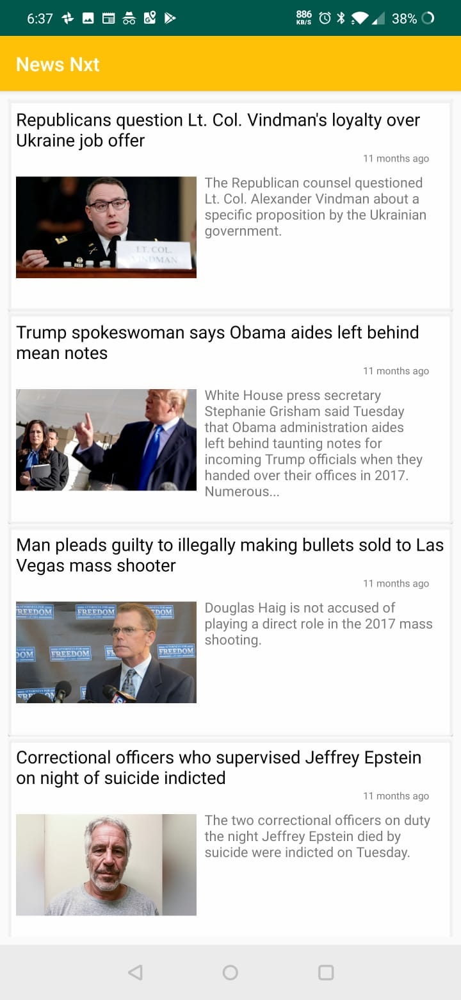 6:37
886
KB/S
38%
News Nxt
Republicans question Lt. Col. Vindman's loyalty over
Ukraine job offer
11 months ago
The Republican counsel questioned
Lt. Col. Alexander Vindman about a
specific proposition by the Ukrainian
government.
LT. COL.
VINDMAN
Trump spokeswoman says Obama aides left behind
mean notes
11 months ago
White House press secretary
Stephanie Grisham said Tuesday
that Obama administration aides
left behind taunting notes for
incoming Trump officials when they
handed over their offices in 2017.
Numerous...
Man pleads guilty to illegally making bullets sold to Las
Vegas mass shooter
11 months ago
Douglas Haig is not accused of
playing a direct role in the 2017 mass
shooting.
ATTORNEYS FOR
FREEDOM
FREEDOM
FREEDOM
FREEDOM
Correctional officers who supervised Jeffrey Epstein
on night of suicide indicted
11 months ago
The two correctional officers on duty
the night Jeffrey Epstein died by
suicide were indicted on Tuesday.